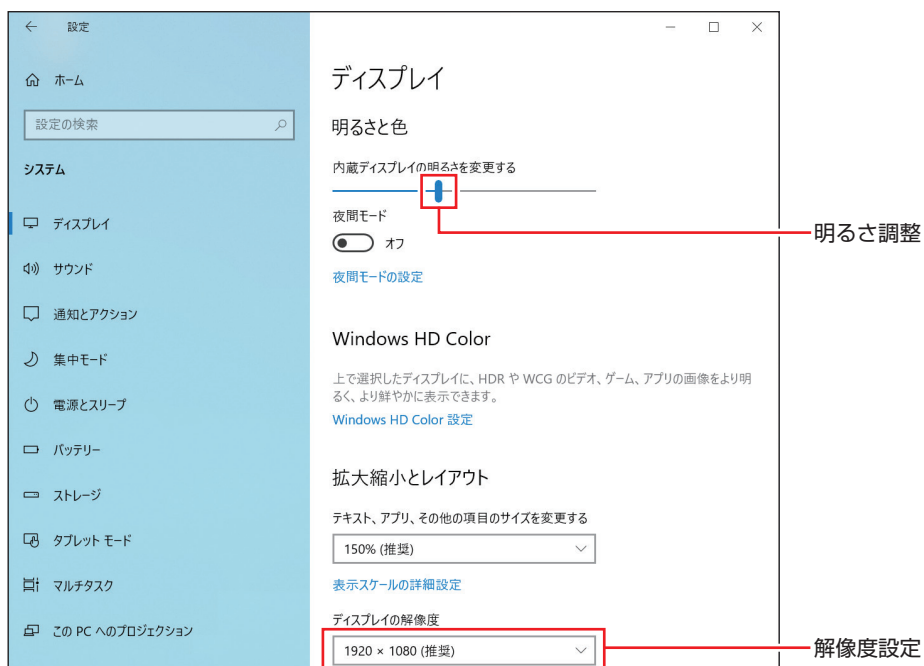 設定
ホーム
設定の検索
システム
ディスプレイ
サウンド
通知とアクション
集中モード
電源とスリープ
バッテリー
ストレージ
タブレット モード
マルチタスク
この PC へのプロジェクション
ディスプレイ
明るさと色
内蔵ディスプレイの明るさを変更する
夜間モード
オフ
夜間モードの設定
Windows HD Color
上で選択したディスプレイに、HDR や WCG のビデオ、ゲーム、アプリの画像をより明
るく、より鮮やかに表示できます。
Windows HD Color 設定
拡大縮小とレイアウト
テキスト、アプリ、その他の項目のサイズを変更する
150% (推奨)
表示スケールの詳細設定
ディスプレイの解像度
1920 × 1080 (推奨)
明るさ調整
解像度設定